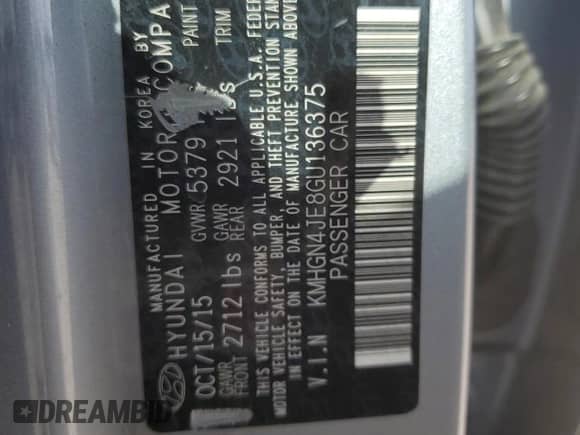 MANUFACTURED IN KOREA BY
HYUNDAI MOTOR COMPA
OCT/15/15 GVWR 5379 PAINT
GAWR FRONT 2712 lbs GAWR REAR 2921 lbs TRIM
THIS VEHICLE CONFORMS TO ALL APPLICABLE U.S.A. FEDER
MOTOR VEHICLE SAFETY, BUMPER, AND THEFT PREVENTION STAN
IN EFFECT ON THE DATE OF MANUFACTURE SHOWN ABOVE
V.I.N KMHGN4JE8GU136375
PASSENGER CAR
DREAMBID